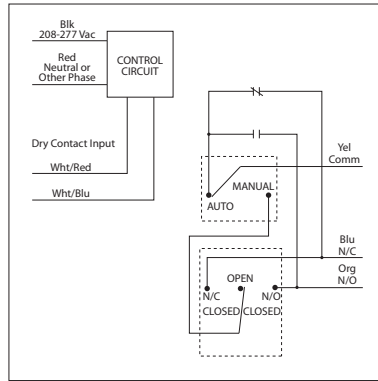 Blk
208-277 Vac
Red
Neutral or
Other Phase
CONTROL
CIRCUIT
Dry Contact Input
Wht/Red
Wht/Blu
Yel
Comm
MANUAL
AUTO
Blu
N/C
Org
N/O
OPEN
N/C
N/O
CLOSED
CLOSED